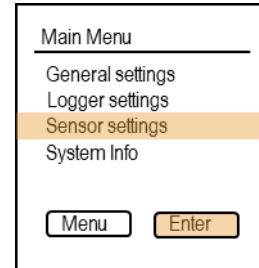 Main Menu
General settings
Logger settings
Sensor settings
System Info
Menu Enter